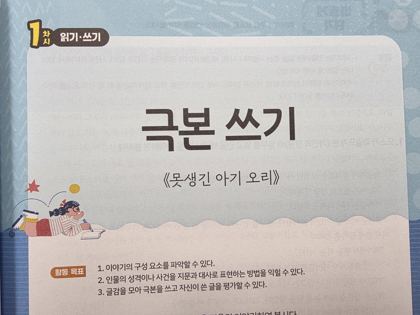 1차시 읽기·쓰기
극본 쓰기
《못생긴 아기 오리》
활동 목표
1. 이야기의 구성 요소를 파악할 수 있다.
2. 인물의 성격이나 사건을 지문과 대사로 표현하는 방법을 익힐 수 있다.
3. 글감을 모아 극본을 쓰고 자신이 쓴 글을 평가할 수 있다.